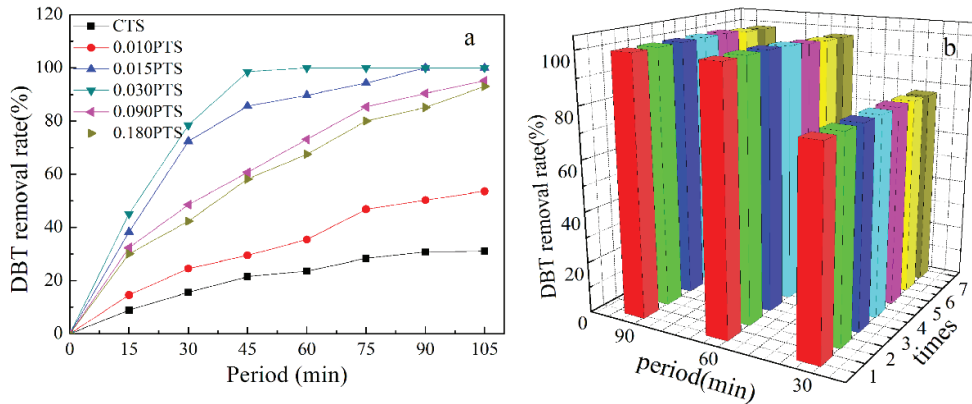 CTS
0.010PTS
0.015PTS
0.030PTS
0.090PTS
0.180PTS
a
120
100
80
60
40
20
0
DBT removal rate(%)
0 15 30 45 60 75 90 105
Period (min)
b
100
80
60
40
20
0
DBT removal rate(%)
90 60 30
period(min)
1 2 3 4 5 6 7
times